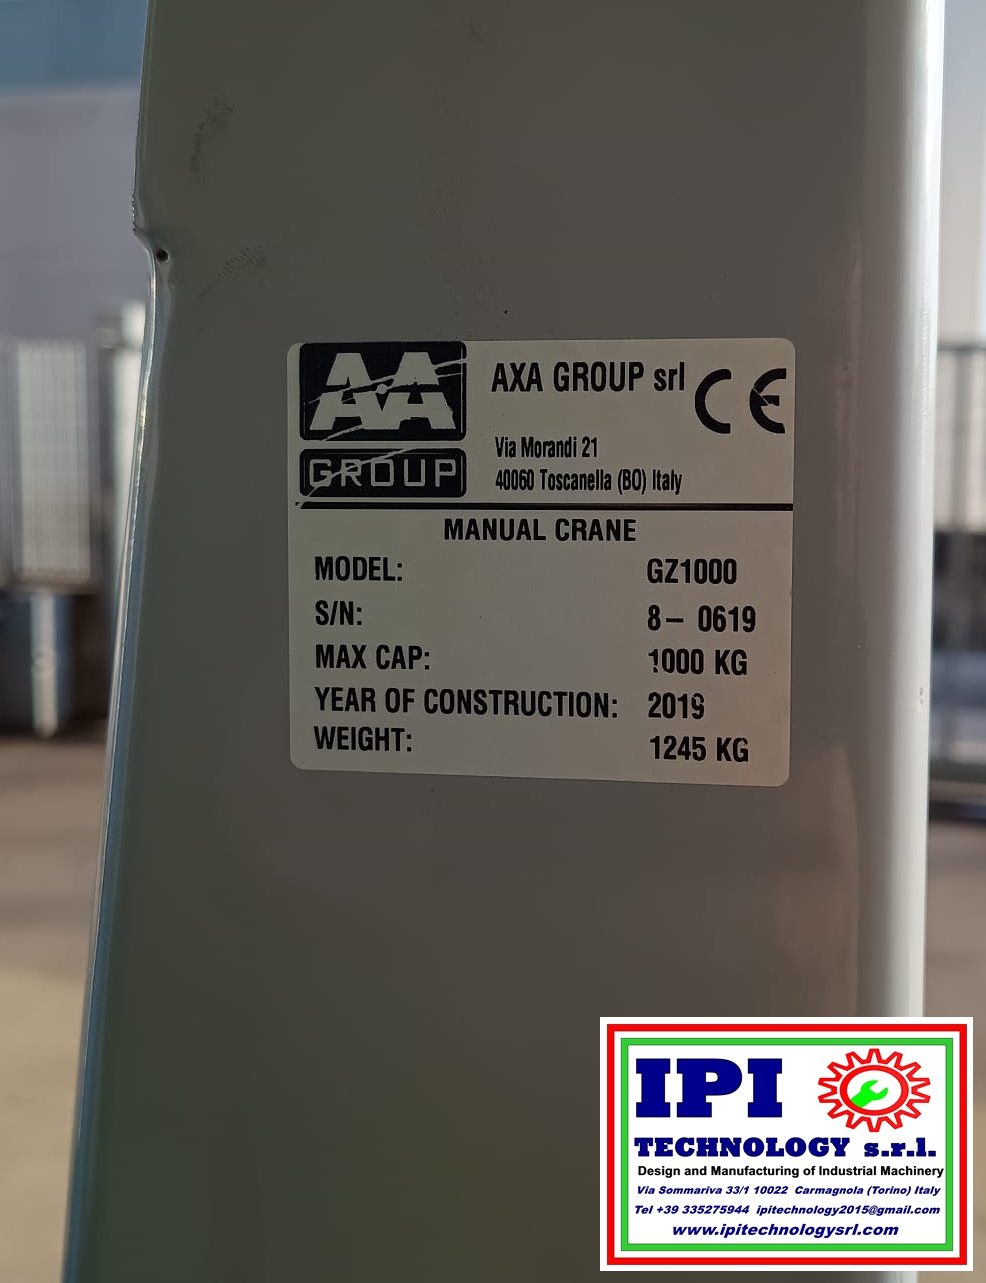 AXA GROUP srl CE
GROUP
Via Morandi 21
40060 Toscanella (BO) Italy
MANUAL CRANE
MODEL: GZ1000
S/N: 8- 0619
MAX CAP: 1000 KG
YEAR OF CONSTRUCTION: 2019
WEIGHT: 1245 KG
IPI
TECHNOLOGY s.r.l.
Design and Manufacturing of Industrial Machinery
Via Sommariva 33/1 10022 Carmagnola (Torino) Italy
Tel +39 335275944 ipitechnology2015@gmail.com
www.ipitechnologysrl.com